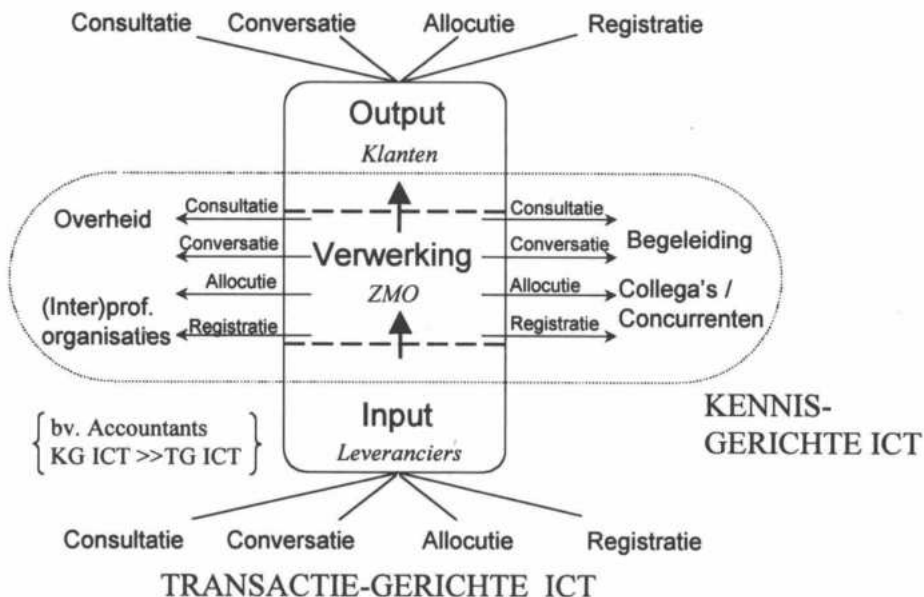 Consultatie Conversatie Allocutie Registratie
Output
Klanten
Overheid Consultatie Consultatie
Conversatie Verwerking Conversatie Begeleiding
Allocutie ZMO Allocutie Collega's /
(Inter)prof. Concurrenten
organisaties Registratie Registratie
KENNIS-
GERICHTE ICT
bv. Accountants
KG ICT >>TG ICT
Input
Leveranciers
Consultatie Conversatie Allocutie Registratie
TRANSACTIE-GERICHTE ICT